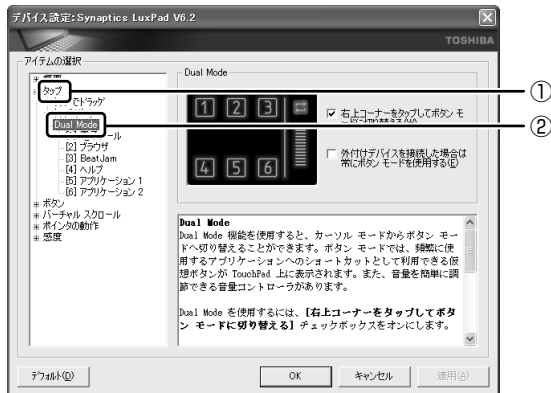 デバイス設定:Synaptics LuxPad V6.2
TOSHIBA
アイテムの選択
タップ
でドラッグ
Dual Mode
ール
[2] ブラウザ
[3] BeatJam
[4] ヘルプ
[5] アプリケーション 1
[6] アプリケーション 2
ボタン
バーチャル スクロール
ポインタの動作
感度
Dual Mode
1 2 3
4 5 6
右上コーナーをタップしてボタン モ
外付けデバイスを接続した場合は
常にボタン モードを使用する(E)
①
②
Dual Mode
Dual Mode 機能を使用すると、カーソル モードからボタン モー
ドへ切り替えることができます。ボタン モードでは、頻繁に使
用するアプリケーションへのショートカットとして利用できる仮
想ボタンが TouchPad 上に表示されます。また、音量を簡単に調
節できる音量コントローラがあります。
Dual Mode を使用するには、[右上コーナーをタップしてボタ
ン モードに切り替える] チェックボックスをオンにします。
デフォルト(D)
OK
キャンセル
適用(A)